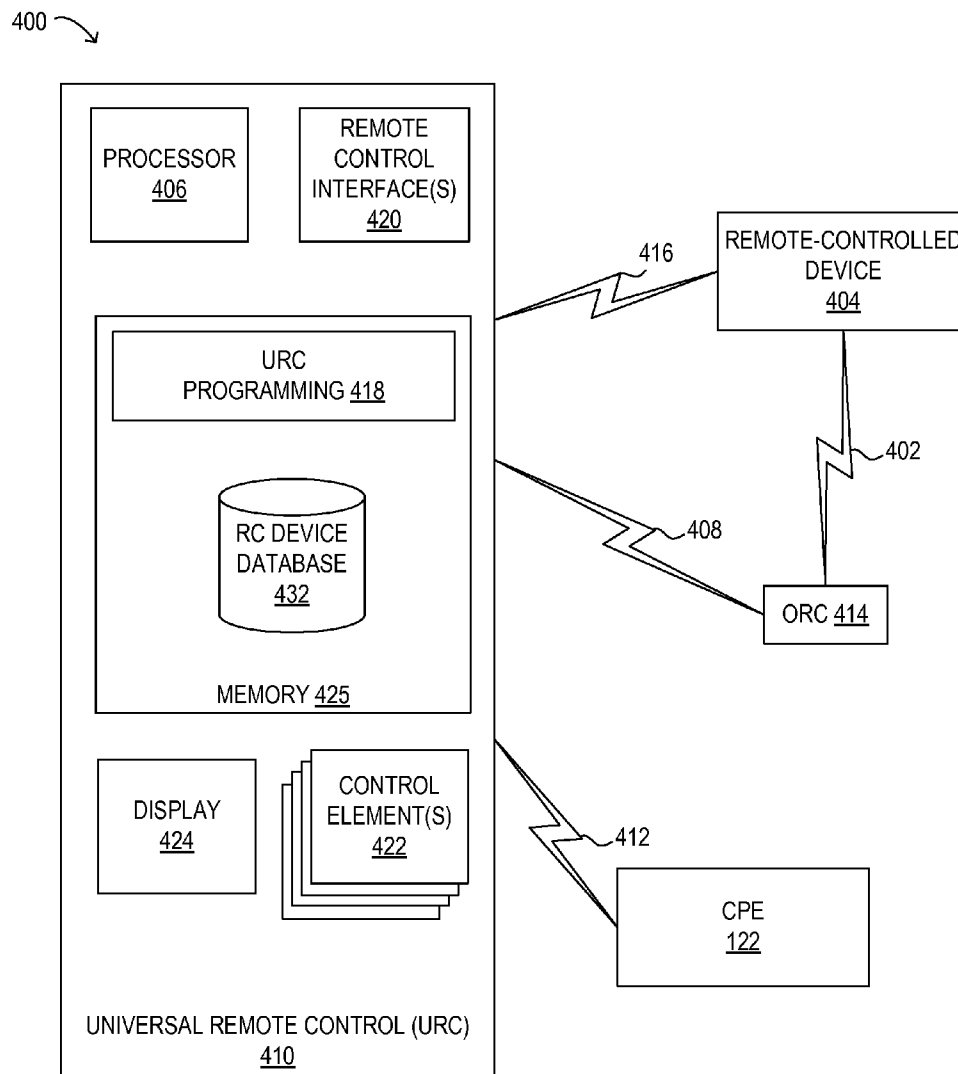 400
PROCESSOR
406
REMOTE
CONTROL
INTERFACE(S)
420
URC
PROGRAMMING 418
RC DEVICE
DATABASE
432
MEMORY 425
DISPLAY
424
CONTROL
ELEMENT(S)
422
UNIVERSAL REMOTE CONTROL (URC)
410
416
REMOTE-CONTROLLED
DEVICE
404
402
408
ORC 414
412
CPE
122